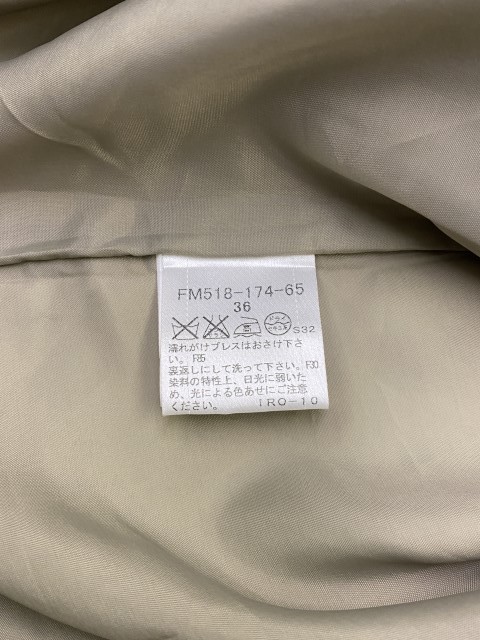 FM518-174-65
36
S32
濡れがけプレスはおさけ下さ
い。F85
裏返しにして洗って下さい。F30
染料の特性上、日光に弱いた
め、光による色あせにご注意
ください。 IRO-10